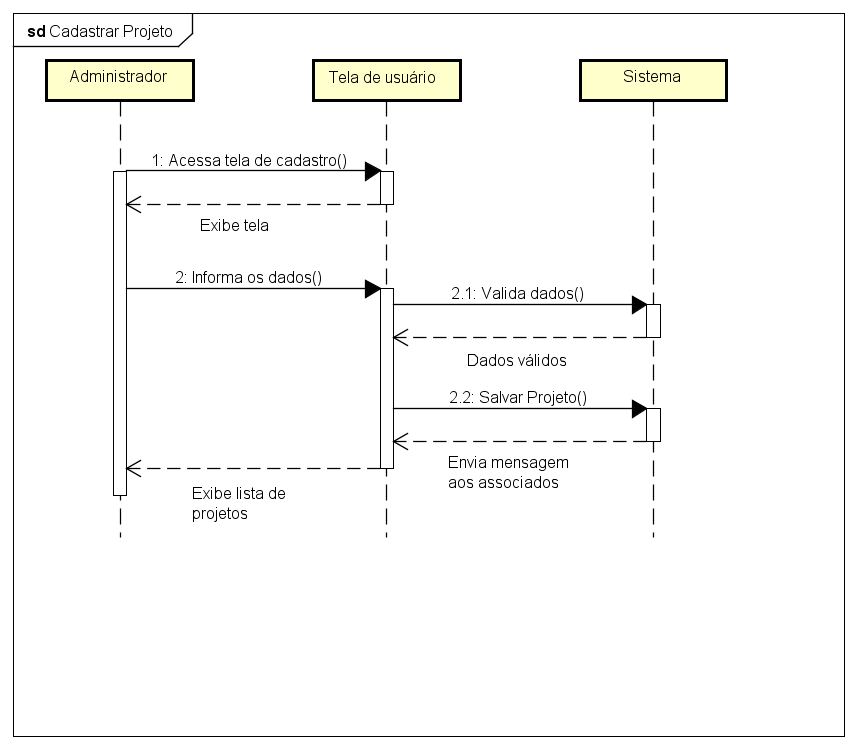 sd Cadastrar Projeto
Administrador
Tela de usuário
Sistema
1: Acessa tela de cadastro()
Exibe tela
2: Informa os dados()
2.1: Valida dados()
Dados válidos
2.2: Salvar Projeto()
Envia mensagem
aos associados
Exibe lista de
projetos